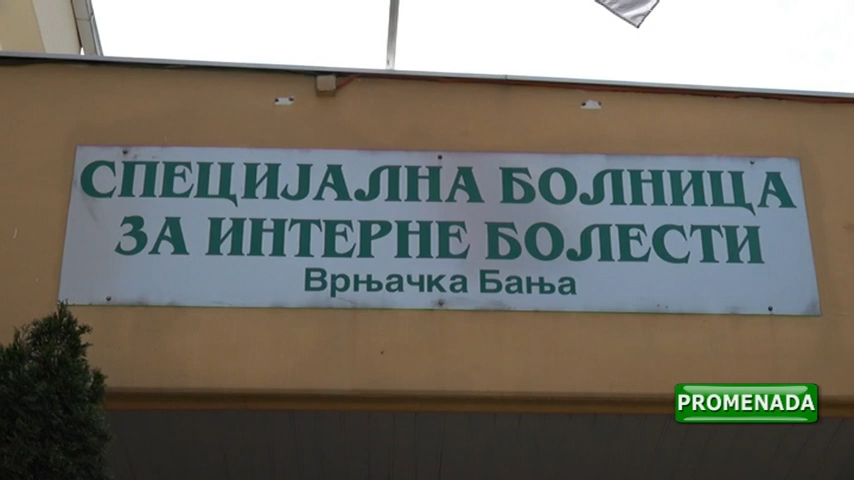 СПЕЦИЈАЛНА БОЛНИЦА
ЗА ИНТЕРНЕ БОЛЕСТИ
Врњачка Бања
PROMENADA